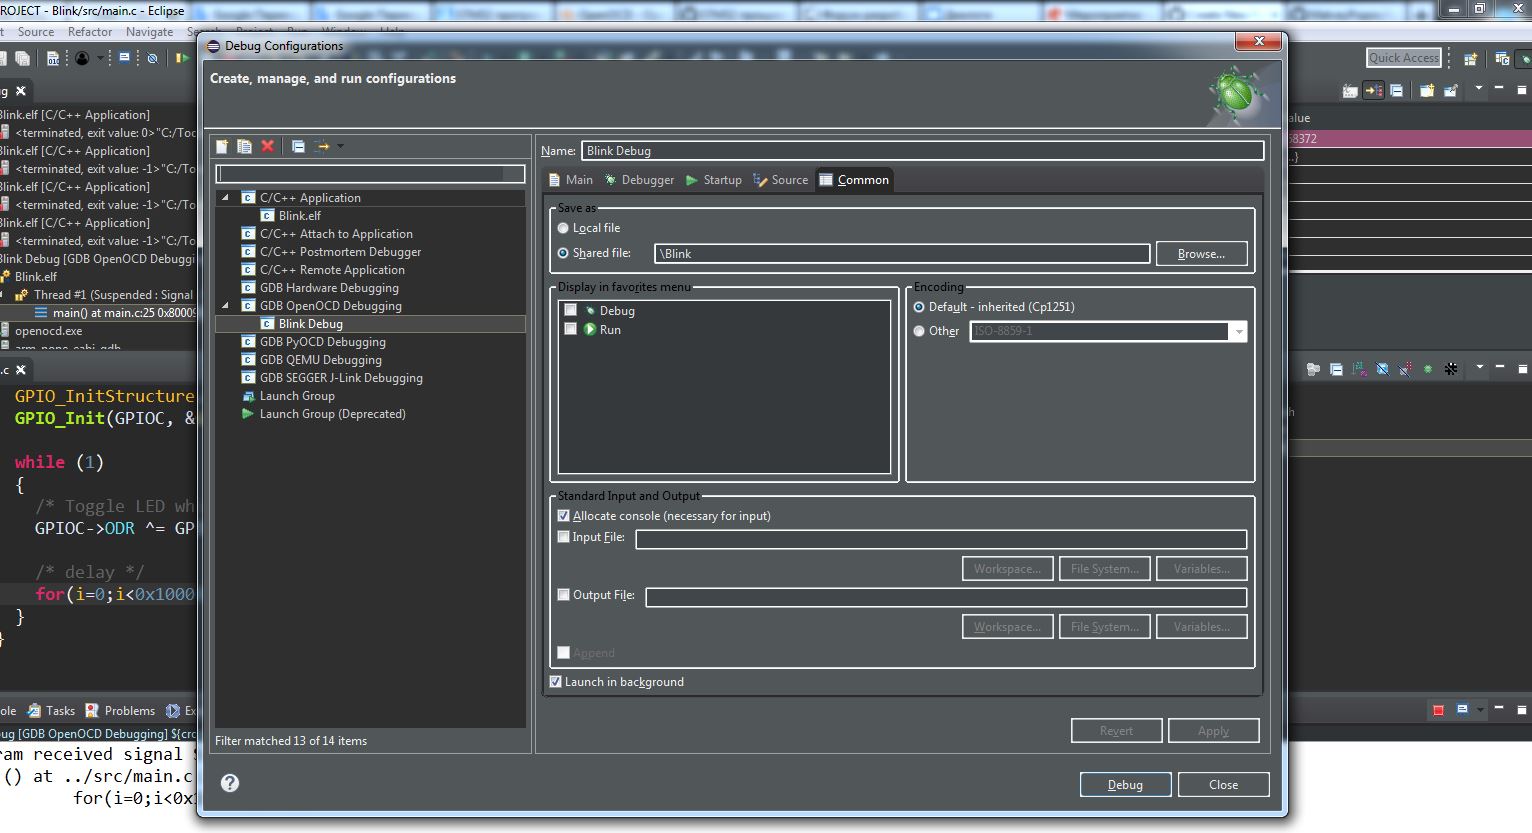 ROJECT - Blink/src/main.c - Eclipse
Source Refactor Navigate
Debug Configurations
Quick Access
Create, manage, and run configurations
Blink.elf [C/C++ Application]
<terminated, exit value: 0>"C:/Too
Blink.elf [C/C++ Application]
<terminated, exit value: -1>"C:/To
Blink.elf [C/C++ Application]
<terminated, exit value: -1>"C:/To
Blink.elf [C/C++ Application]
<terminated, exit value: -1>"C:/To
Blink Debug [GDB OpenOCD Debuggi
Blink.elf
Thread #1 (Suspended : Signal
main() at main.c:25 0x80009
openocd.exe
arm-none-eabi-gdb
.c
GPIO_InitStructure
GPIO_Init(GPIOC, &
while (1)
{
/* Toggle LED wh
GPIOC->ODR ^= GP
/* delay */
for(i=0;i<0x1000
}
}
ole Tasks Problems Ex
ug [GDB OpenOCD Debugging] ${cro
ram received signal S
() at ../src/main.c
for(i=0;i<0x
C/C++ Application
Blink.elf
C/C++ Attach to Application
C/C++ Postmortem Debugger
C/C++ Remote Application
GDB Hardware Debugging
GDB OpenOCD Debugging
Blink Debug
GDB PyOCD Debugging
GDB QEMU Debugging
GDB SEGGER J-Link Debugging
Launch Group
Launch Group (Deprecated)
Filter matched 13 of 14 items
Name: Blink Debug
Main Debugger Startup Source Common
Save as
Local file
Shared file: \Blink Browse...
Display in favorites menu
Debug
Run
Encoding
Default - inherited (Cp1251)
Other ISO-8859-1
Standard Input and Output
Allocate console (necessary for input)
Input File:
Workspace... File System... Variables...
Output File:
Workspace... File System... Variables...
Append
Launch in background
Revert Apply
Debug Close
alue
68372
..}